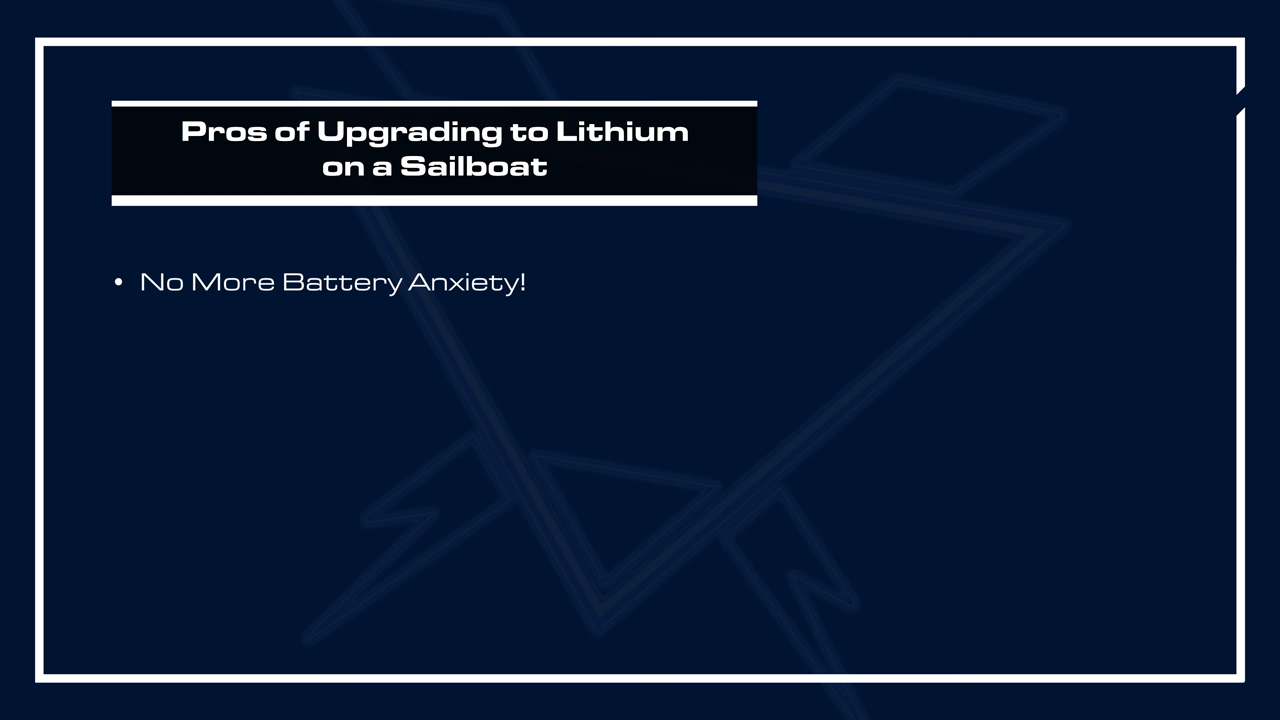 Pros of Upgrading to Lithium
on a Sailboat
• No More Battery Anxiety!